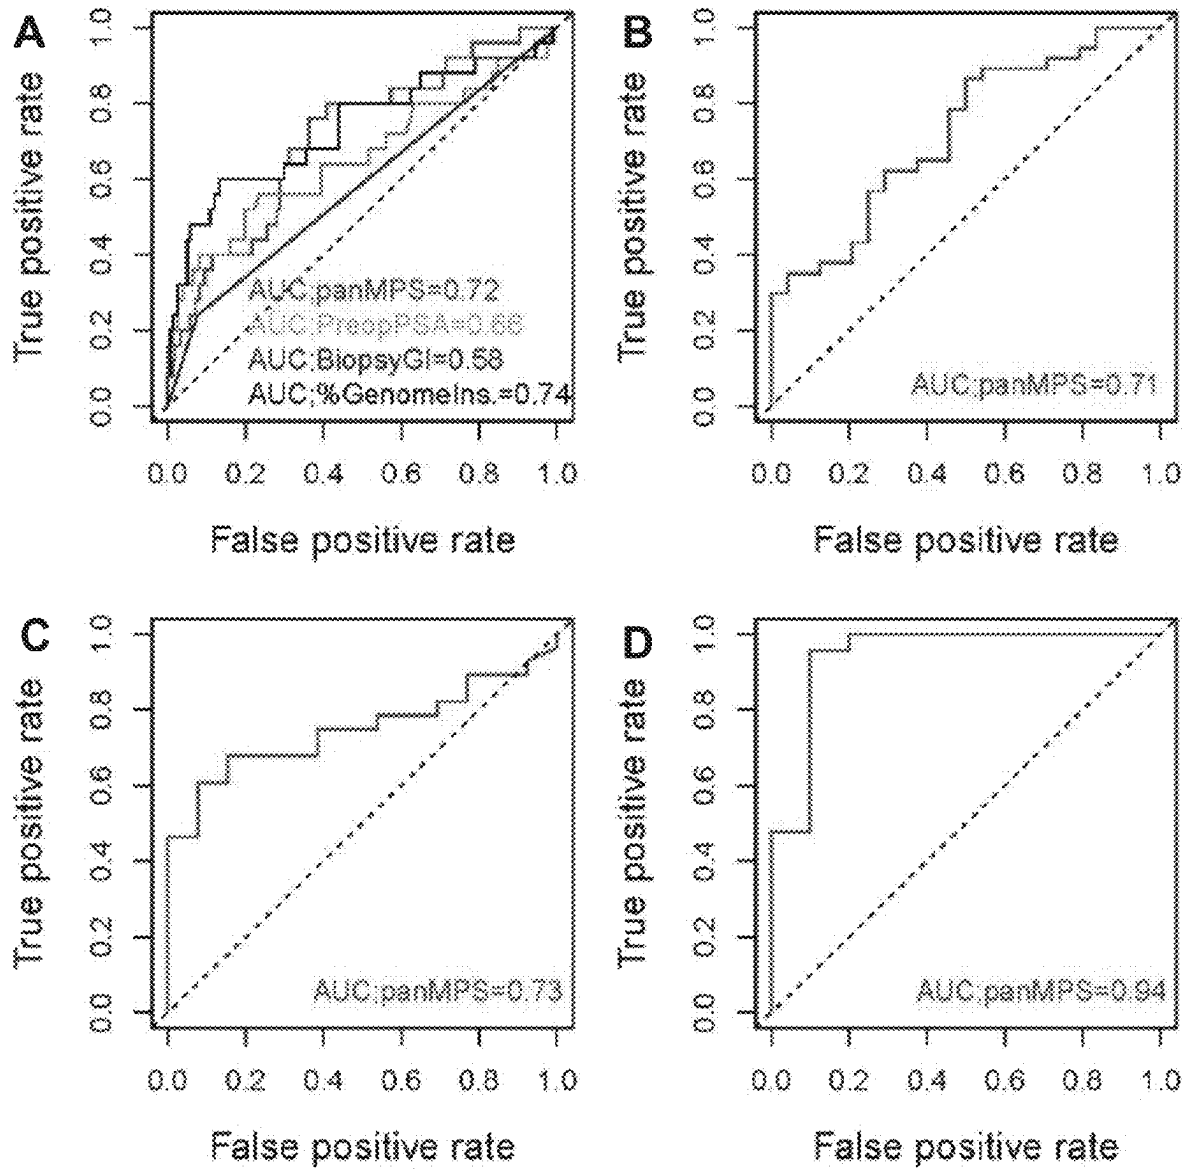 A
True positive rate
1.0
0.8
0.6
0.4
0.2
0.0
AUC:panMPS=0.72
AUC:PreopPSA=0.66
AUC:BiopsyGl=0.58
AUC:%GenomeIns.=0.74
0.0 0.2 0.4 0.6 0.8 1.0
False positive rate
B
True positive rate
1.0
0.8
0.6
0.4
0.2
0.0
AUC:panMPS=0.71
0.0 0.2 0.4 0.6 0.8 1.0
False positive rate
C
True positive rate
1.0
0.8
0.6
0.4
0.2
0.0
AUC:panMPS=0.73
0.0 0.2 0.4 0.6 0.8 1.0
False positive rate
D
True positive rate
1.0
0.8
0.6
0.4
0.2
0.0
AUC:panMPS=0.94
0.0 0.2 0.4 0.6 0.8 1.0
False positive rate